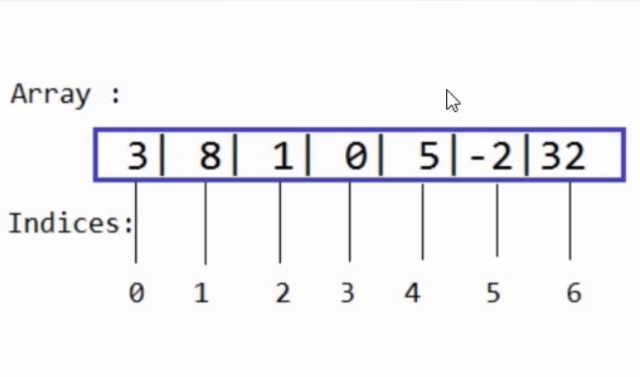 Array :
3| 8| 1| 0| 5|-2|32
Indices:
0 1 2 3 4 5 6